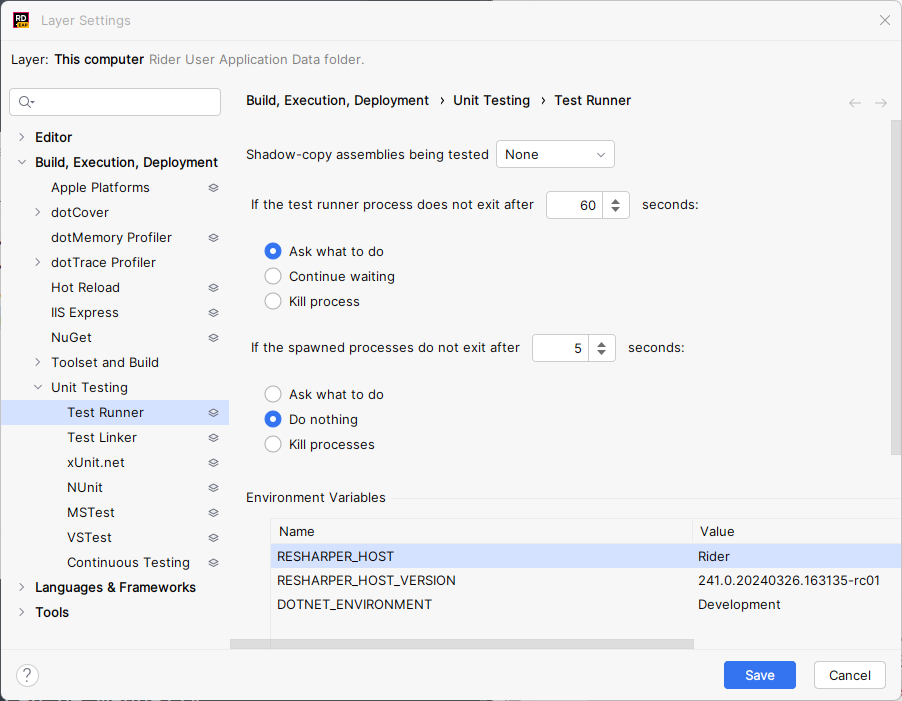 RD
EAP
Layer Settings
Layer: This computer Rider User Application Data folder.
Build, Execution, Deployment › Unit Testing › Test Runner
Editor
Build, Execution, Deployment
Apple Platforms
dotCover
dotMemory Profiler
dotTrace Profiler
Hot Reload
IIS Express
NuGet
Toolset and Build
Unit Testing
Test Runner
Test Linker
xUnit.net
NUnit
MSTest
VSTest
Continuous Testing
Languages & Frameworks
Tools
Shadow-copy assemblies being tested None
If the test runner process does not exit after 60 seconds:
Ask what to do
Continue waiting
Kill process
If the spawned processes do not exit after 5 seconds:
Ask what to do
Do nothing
Kill processes
Environment Variables
Name Value
RESHARPER_HOST Rider
RESHARPER_HOST_VERSION 241.0.20240326.163135-rc01
DOTNET_ENVIRONMENT Development
?
Save Cancel